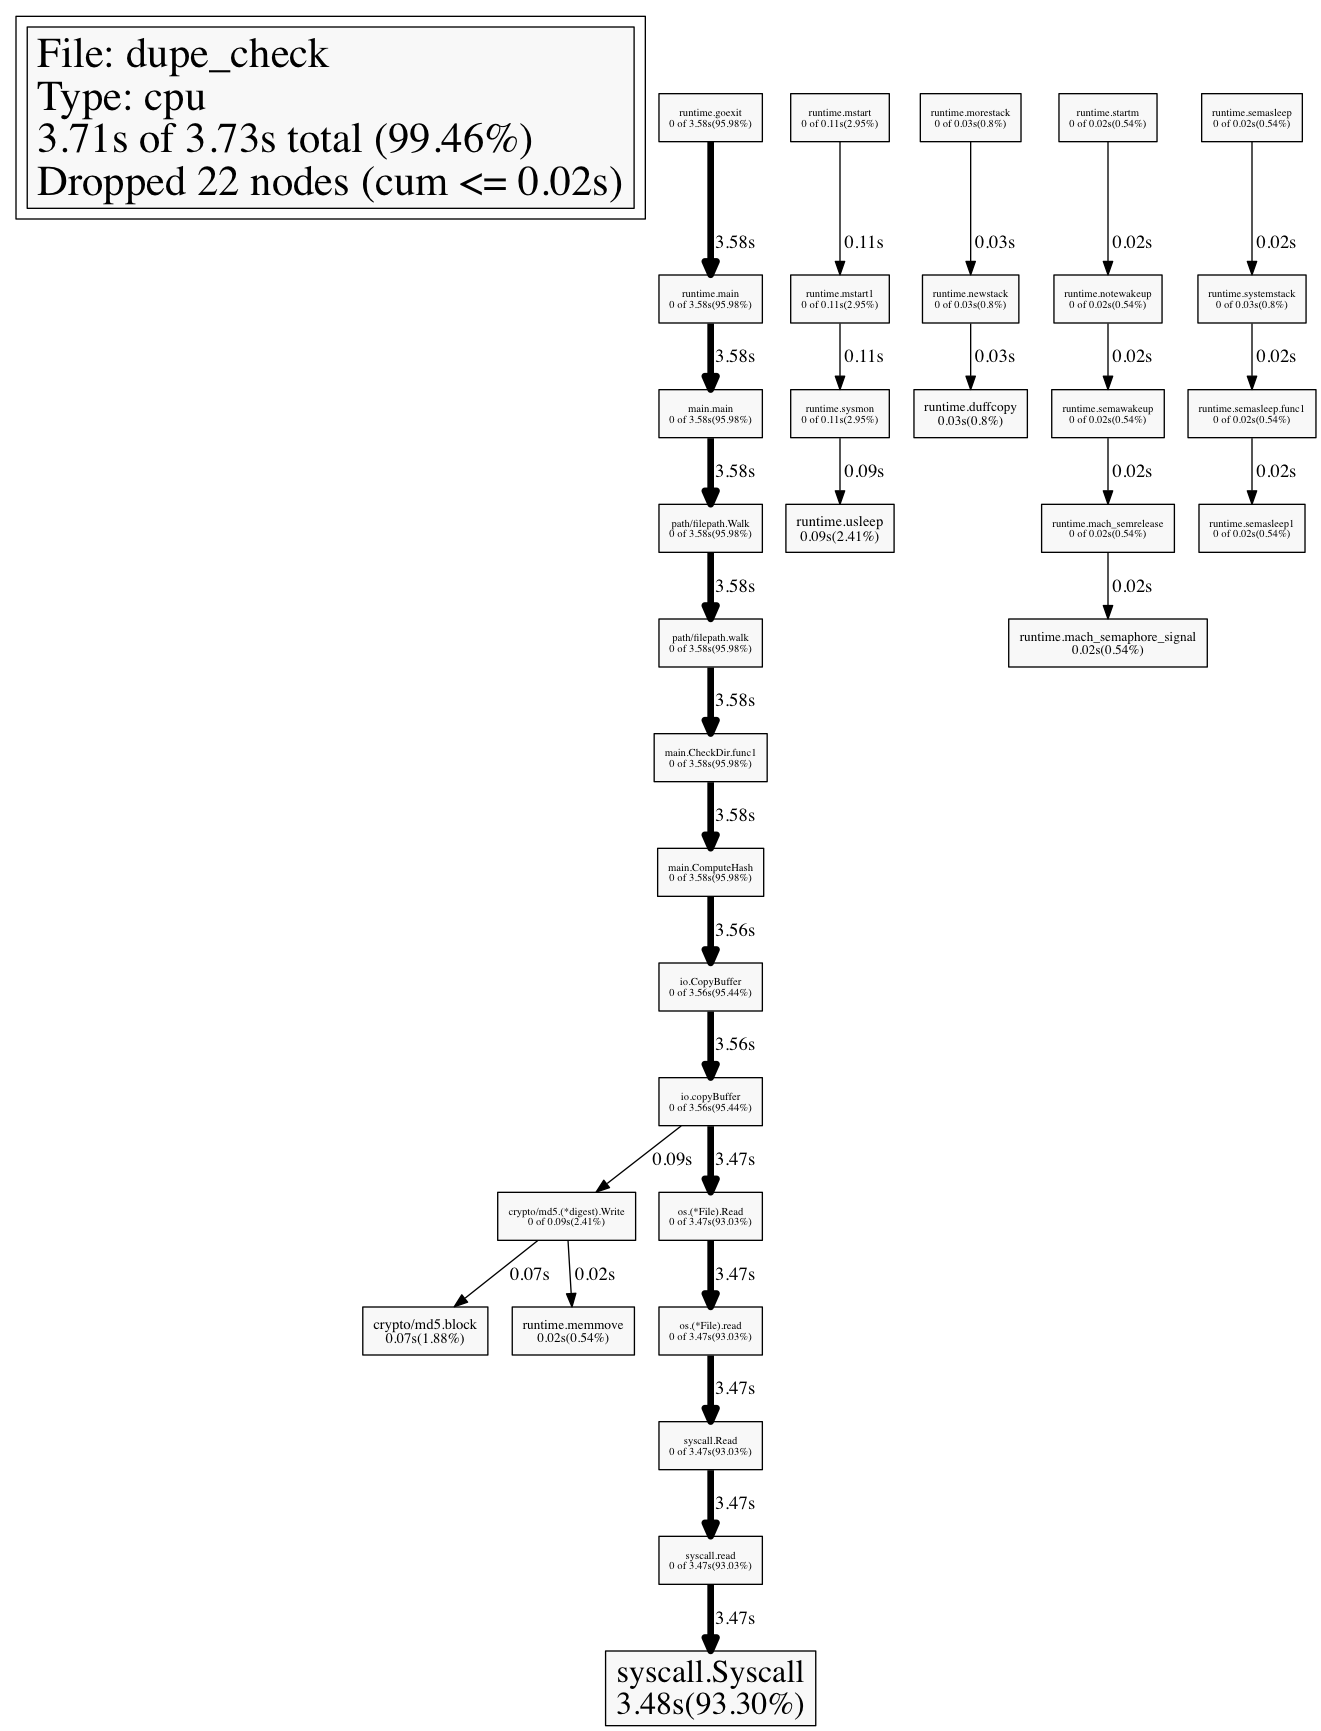 File: dupe_check
Type: cpu
3.71s of 3.73s total (99.46%)
Dropped 22 nodes (cum <= 0.02s)
runtime.goexit
0 of 3.58s(95.98%)
runtime.mstart
0 of 0.11s(2.95%)
runtime.morestack
0 of 0.03s(0.8%)
runtime.startm
0 of 0.02s(0.54%)
runtime.semasleep
0 of 0.02s(0.54%)
3.58s
0.11s
0.03s
0.02s
0.02s
runtime.main
0 of 3.58s(95.98%)
runtime.mstart1
0 of 0.11s(2.95%)
runtime.newstack
0 of 0.03s(0.8%)
runtime.notewakeup
0 of 0.02s(0.54%)
runtime.systemstack
0 of 0.03s(0.8%)
3.58s
0.11s
0.03s
0.02s
0.02s
main.main
0 of 3.58s(95.98%)
runtime.sysmon
0 of 0.11s(2.95%)
runtime.duffcopy
0.03s(0.8%)
runtime.semawakeup
0 of 0.02s(0.54%)
runtime.semasleep.func1
0 of 0.02s(0.54%)
3.58s
0.09s
0.02s
0.02s
path/filepath.Walk
0 of 3.58s(95.98%)
runtime.usleep
0.09s(2.41%)
runtime.mach_semrelease
0 of 0.02s(0.54%)
runtime.semasleep1
0 of 0.02s(0.54%)
3.58s
0.02s
path/filepath.walk
0 of 3.58s(95.98%)
runtime.mach_semaphore_signal
0.02s(0.54%)
3.58s
main.CheckDir.func1
0 of 3.58s(95.98%)
3.58s
main.ComputeHash
0 of 3.58s(95.98%)
3.56s
io.CopyBuffer
0 of 3.56s(95.44%)
3.56s
io.copyBuffer
0 of 3.56s(95.44%)
0.09s
3.47s
crypto/md5.(*digest).Write
0 of 0.09s(2.41%)
os.(*File).Read
0 of 3.47s(93.03%)
0.07s
0.02s
3.47s
crypto/md5.block
0.07s(1.88%)
runtime.memmove
0.02s(0.54%)
os.(*File).read
0 of 3.47s(93.03%)
3.47s
syscall.Read
0 of 3.47s(93.03%)
3.47s
syscall.read
0 of 3.47s(93.03%)
3.47s
syscall.Syscall
3.48s(93.30%)